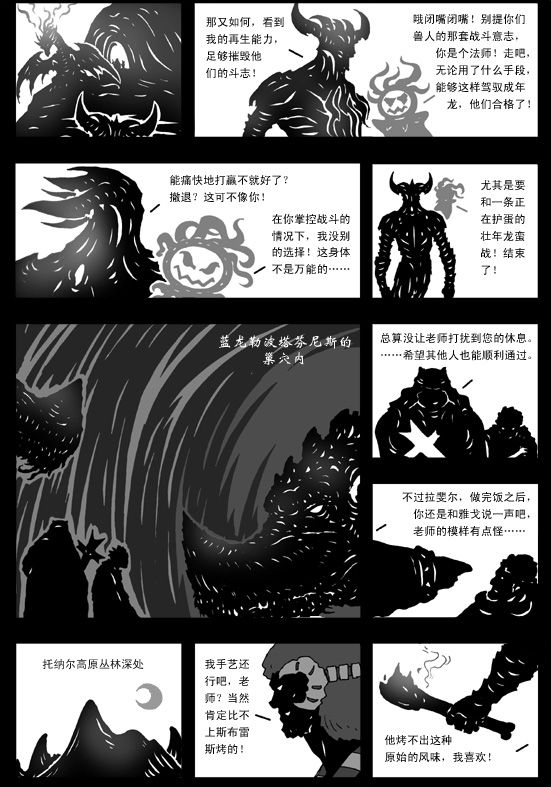 那又如何，看到
我的再生能力，
足够摧毁他
们的斗志！
哦闭嘴闭嘴！别提你们
兽人的那套战斗意志，
你是个法师！走吧，
无论用了什么手段，
能够这样驾驭成年
龙，他们合格了！
能痛快地打赢不就好了？
撤退？这可不像你！
在你掌控战斗的
情况下，我没别
的选择！这身体
不是万能的……
尤其是要
和一条正
在护蛋的
壮年龙蛮
战！结束
了！
蓝龙勒波塔芬尼斯的
巢穴内
总算没让老师打扰到您的休息。
……希望其他人也能顺利通过。
不过拉斐尔，做完饭之后，
你还是和雅戈说一声吧，
老师的模样有点怪……
托纳尔高原丛林深处
我手艺还
行吧，老
师？当然
肯定比不
上斯布雷
斯烤的！
他烤不出这种
原始的风味，我喜欢！